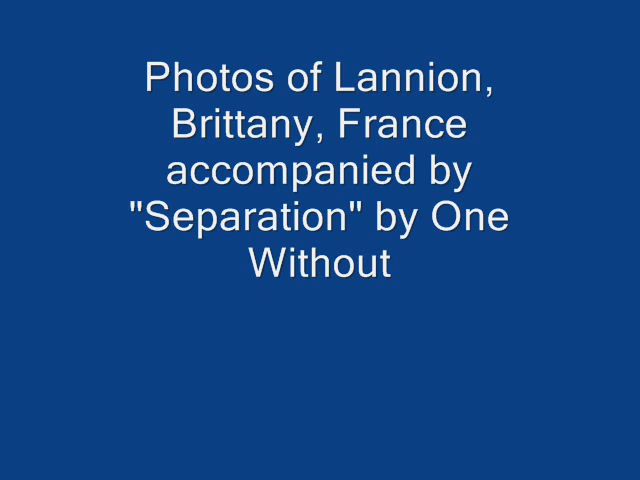 Photos of Lannion,
Brittany, France
accompanied by
"Separation" by One
Without